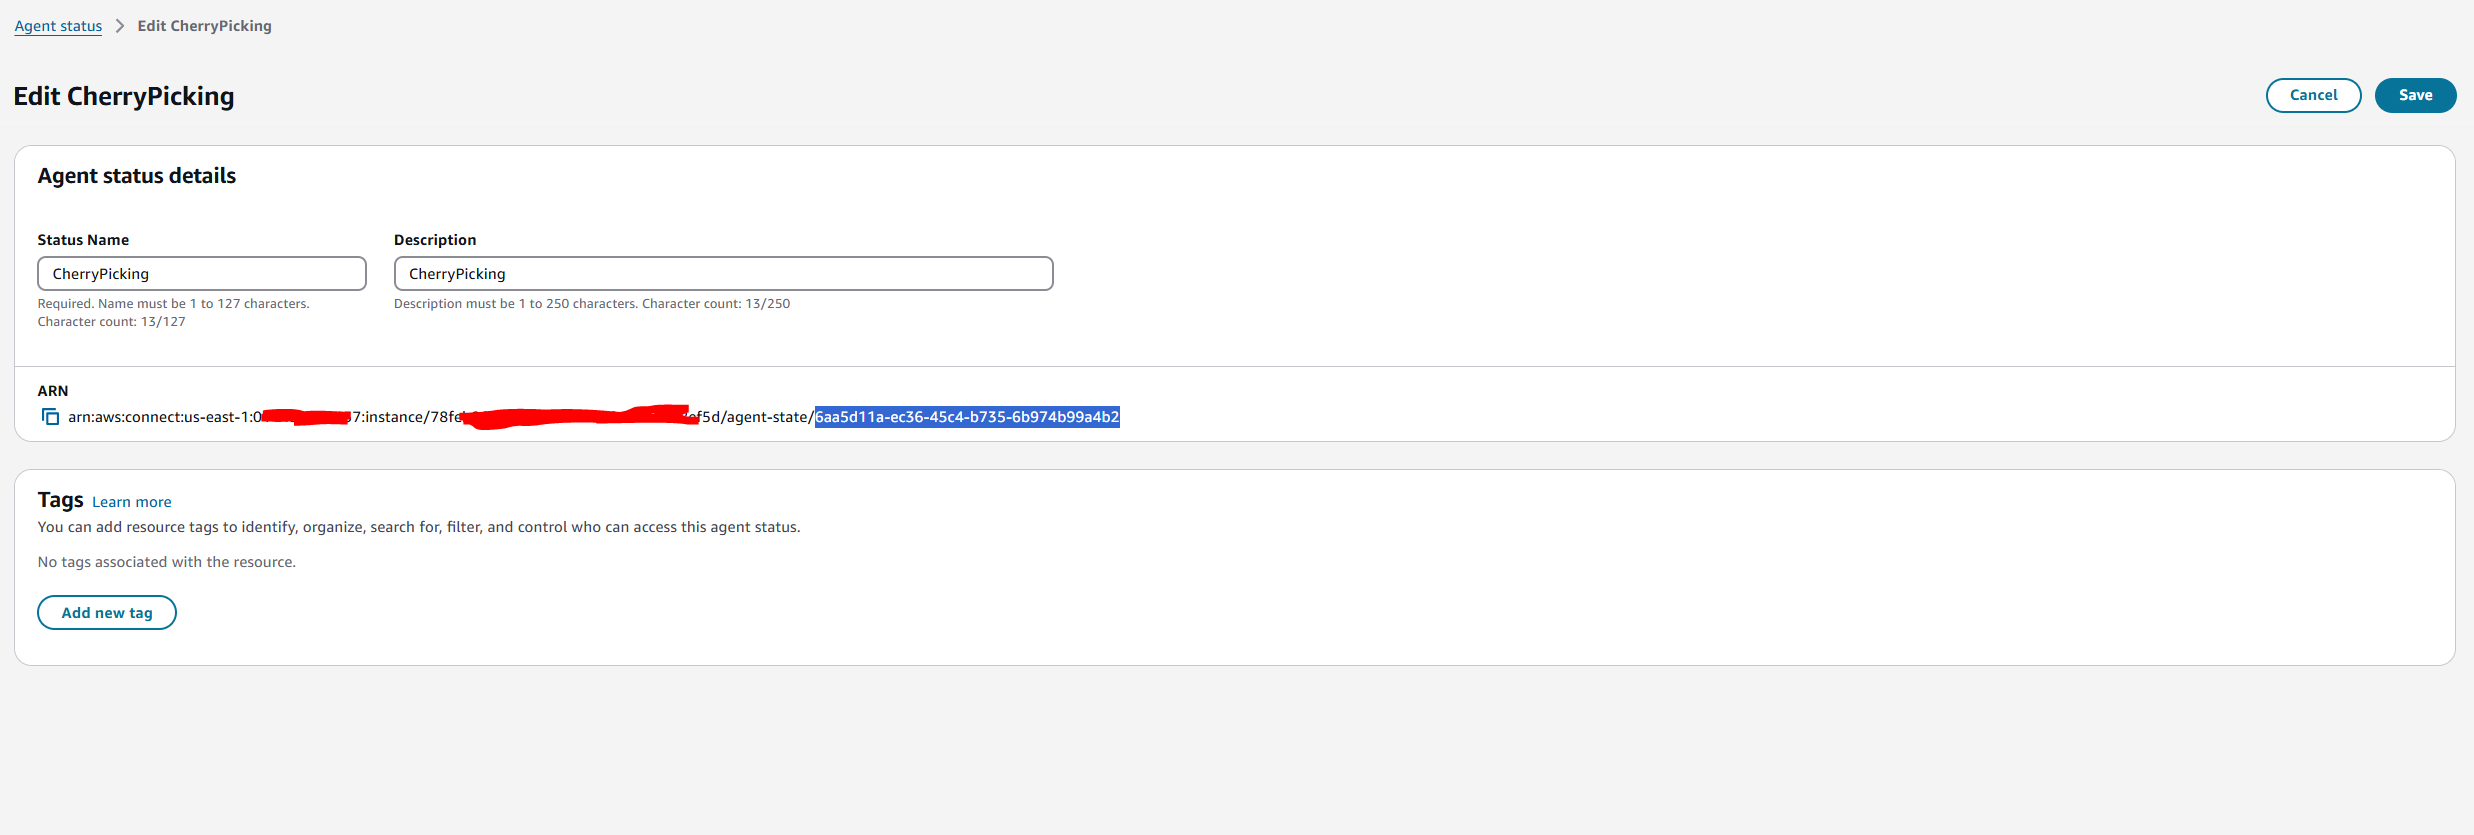 Agent status > Edit CherryPicking
Edit CherryPicking
Cancel
Save
Agent status details
Status Name
Description
CherryPicking
CherryPicking
Required. Name must be 1 to 127 characters.
Character count: 13/127
Description must be 1 to 250 characters. Character count: 13/250
ARN
arn:aws:connect:us-east-1:0 7:instance/78fe ef5d/agent-state/6aa5d11a-ec36-45c4-b735-6b974b99a4b2
Tags Learn more
You can add resource tags to identify, organize, search for, filter, and control who can access this agent status.
No tags associated with the resource.
Add new tag